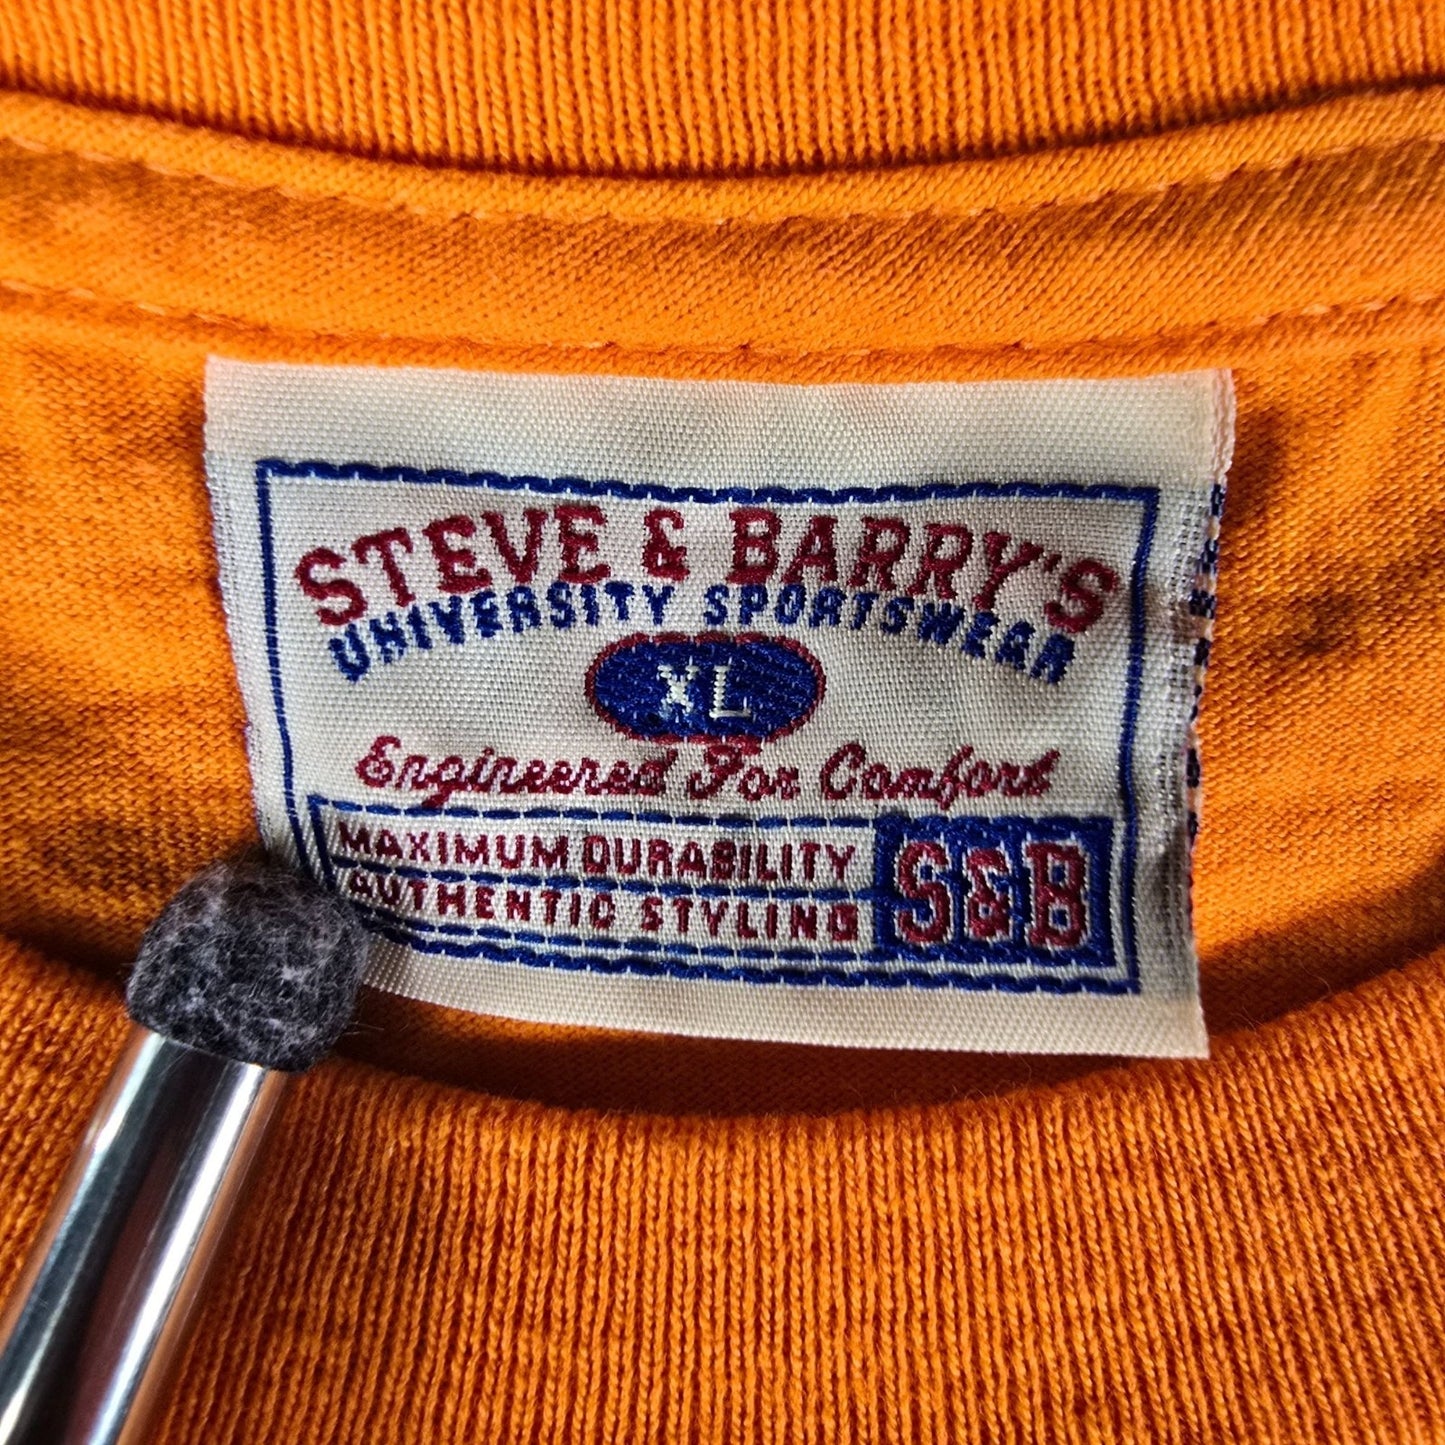 STEVE & BARRY'S
UNIVERSITY SPORTSWEAR
XL
Engineered For Comfort
MAXIMUM DURABILITY
AUTHENTIC STYLING
S&B